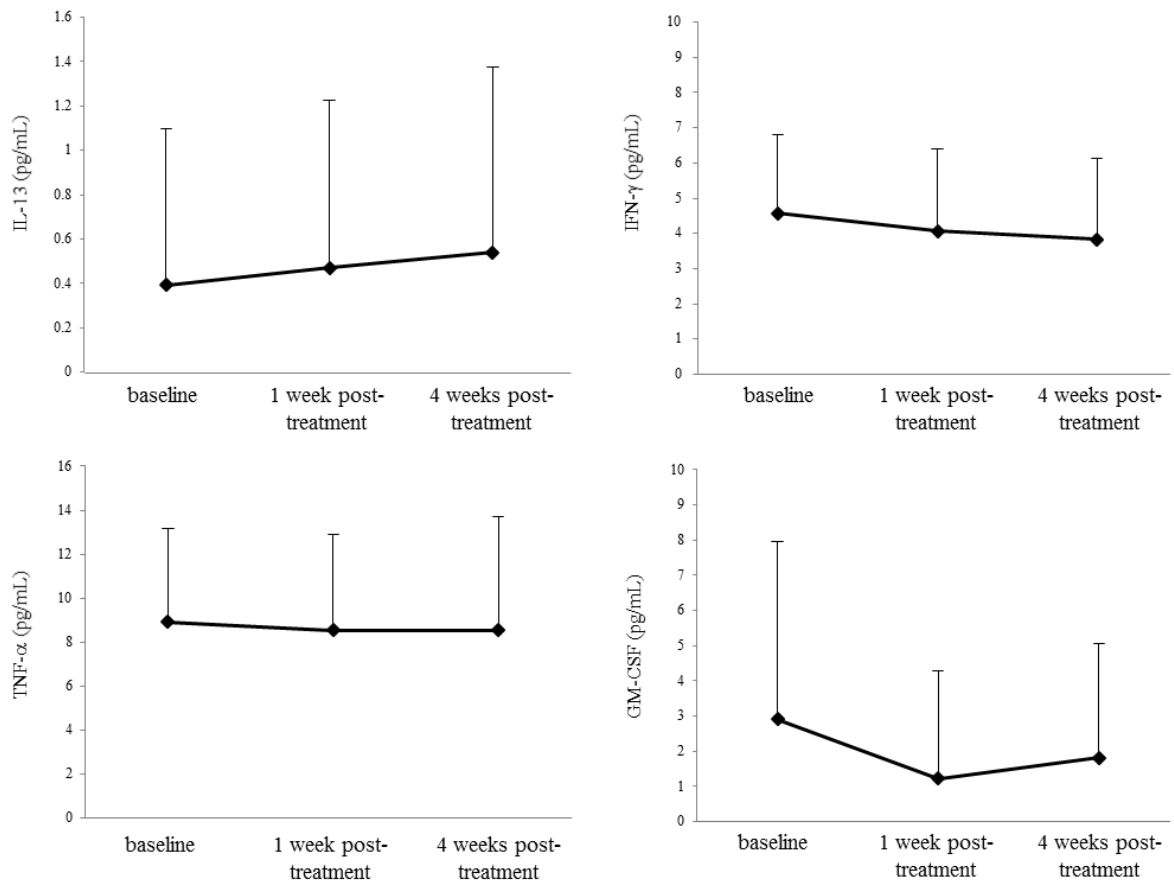 IL-13 (pg/mL)
1.6
1.4
1.2
1
0.8
0.6
0.4
0.2
0
baseline
1 week post-
treatment
4 weeks post-
treatment
IFN-γ (pg/mL)
10
9
8
7
6
5
4
3
2
1
0
baseline
1 week post-
treatment
4 weeks post-
treatment
TNF-α (pg/mL)
16
14
12
10
8
6
4
2
0
baseline
1 week post-
treatment
4 weeks post-
treatment
GM-CSF (pg/mL)
10
9
8
7
6
5
4
3
2
1
0
baseline
1 week post-
treatment
4 weeks post-
treatment